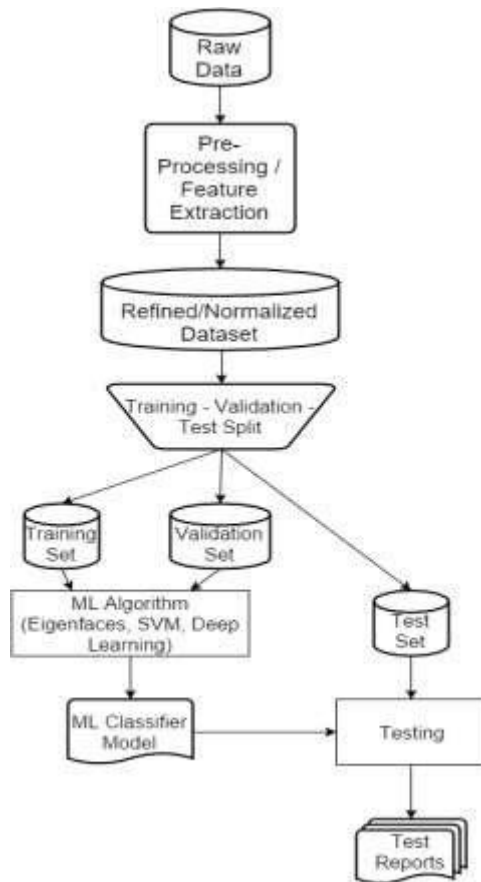 Raw
Data
Pre-
Processing /
Feature
Extraction
Refined/Normalized
Dataset
Training - Validation -
Test Split
Training
Set
Validation
Set
ML Algorithm
(Eigenfaces, SVM, Deep
Learning)
Test
Set
ML Classifier
Model
Testing
Test
Reports